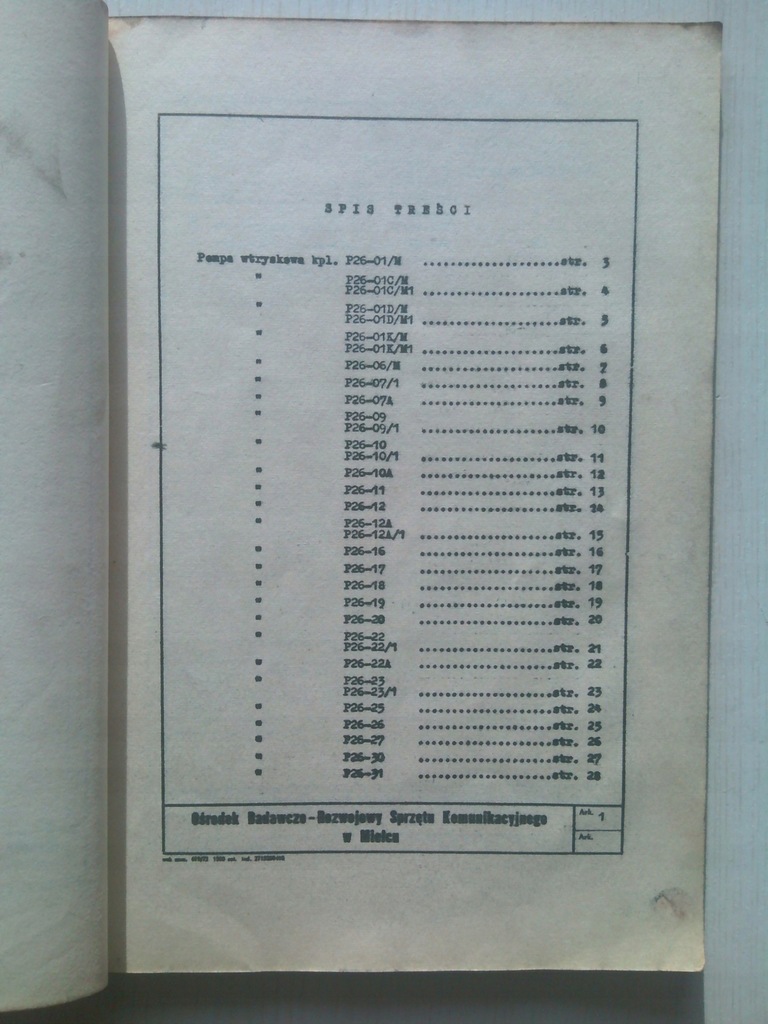 SPIS TREŚCI
Pompa wtryskowa kpl. P26-01/M ......................str. 3
" P26-01C/M
P26-01C/M1 ......................str. 4
" P26-01D/M
P26-01D/M1 ......................str. 5
" P26-01K/M
P26-01K/M1 ......................str. 6
" P26-06/M ......................str. 7
" P26-07/1 ......................str. 8
" P26-07A ......................str. 9
" P26-09
P26-09/1 ......................str. 10
" P26-10
P26-10/1 ......................str. 11
" P26-10A ......................str. 12
" P26-11 ......................str. 13
" P26-12 ......................str. 14
" P26-12A
P26-12A/1 ......................str. 15
" P26-16 ......................str. 16
" P26-17 ......................str. 17
" P26-18 ......................str. 18
" P26-19 ......................str. 19
" P26-20 ......................str. 20
" P26-22
P26-22/1 ......................str. 21
" P26-22A ......................str. 22
" P26-23
P26-23/1 ......................str. 23
" P26-25 ......................str. 24
" P26-26 ......................str. 25
" P26-27 ......................str. 26
" P26-30 ......................str. 27
" P26-31 ......................str. 28
Ośrodek Badawczo-Rozwojowy Sprzętu Komunikacyjnego
w Mielcu
Ark. 1
Ark.